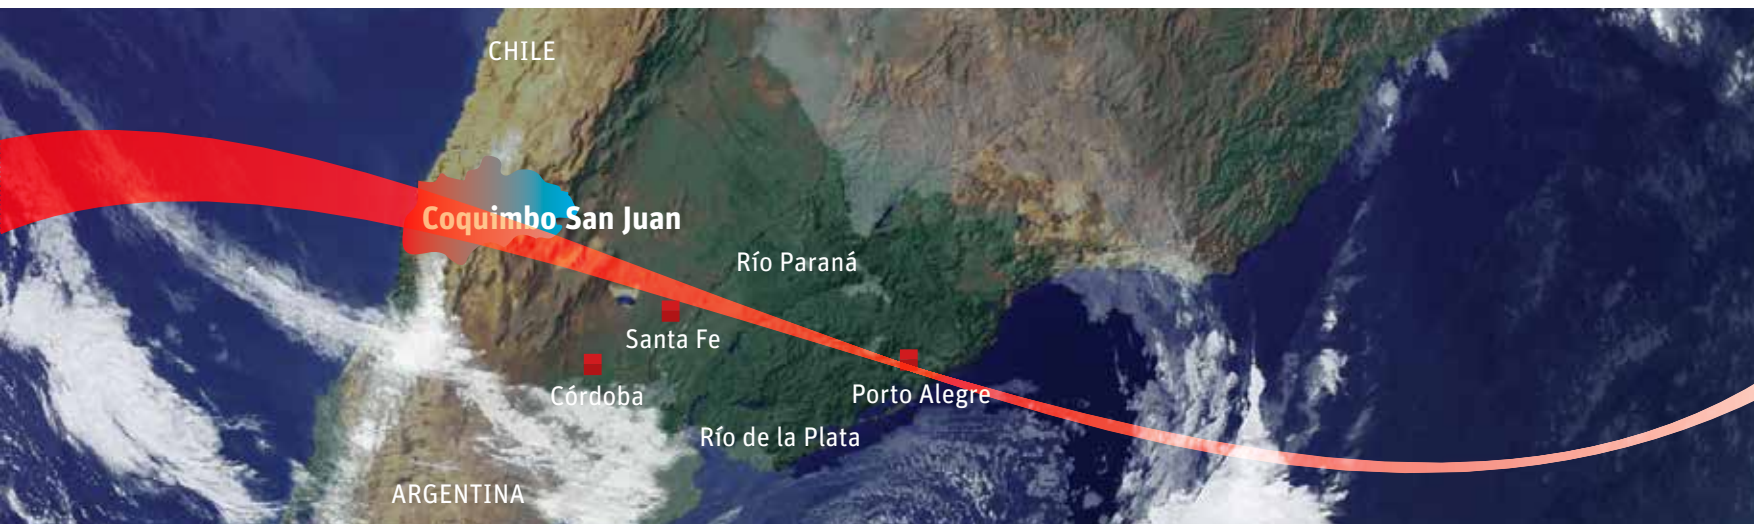 CHILE
Coquimbo San Juan
Río Paraná
Santa Fe
Córdoba
Porto Alegre
Río de la Plata
ARGENTINA